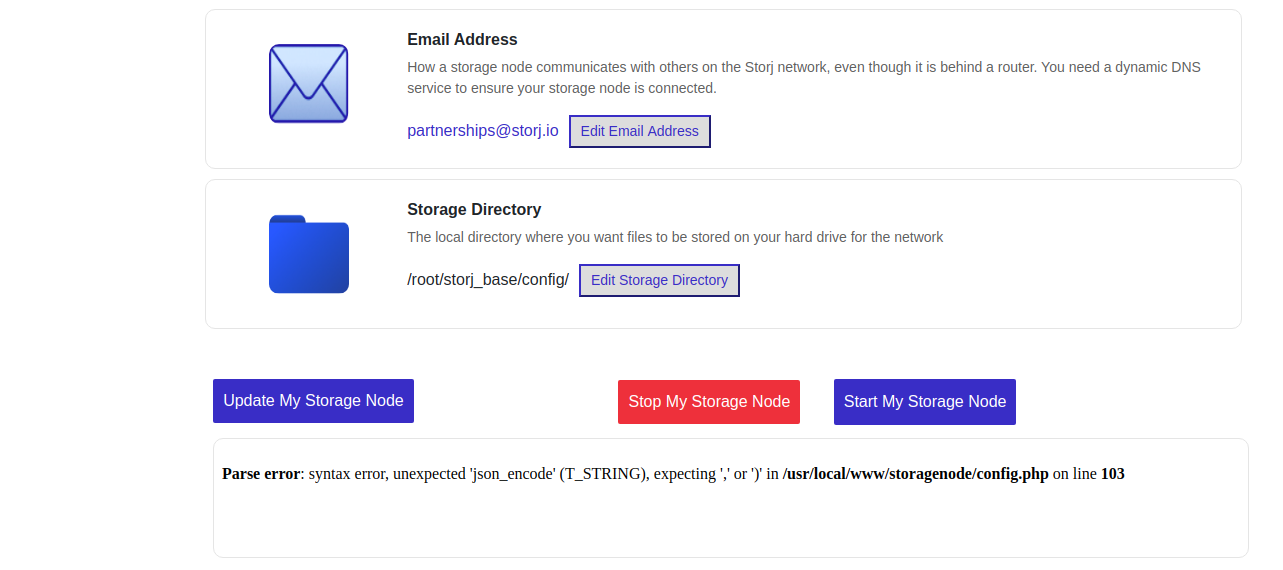 Email Address
How a storage node communicates with others on the Storj network, even though it is behind a router. You need a dynamic DNS
service to ensure your storage node is connected.
partnerships@storj.io Edit Email Address
Storage Directory
The local directory where you want files to be stored on your hard drive for the network
/root/storj_base/config/ Edit Storage Directory
Update My Storage Node Stop My Storage Node Start My Storage Node
Parse error: syntax error, unexpected 'json_encode' (T_STRING), expecting ',' or ')' in /usr/local/www/storagenode/config.php on line 103